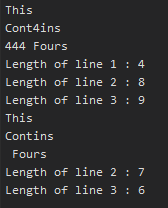 This
Cont4ins
444 Fours
Length of line 1 : 4
Length of line 2 : 8
Length of line 3 : 9
This
Contins
 Fours
Length of line 2 : 7
Length of line 3 : 6